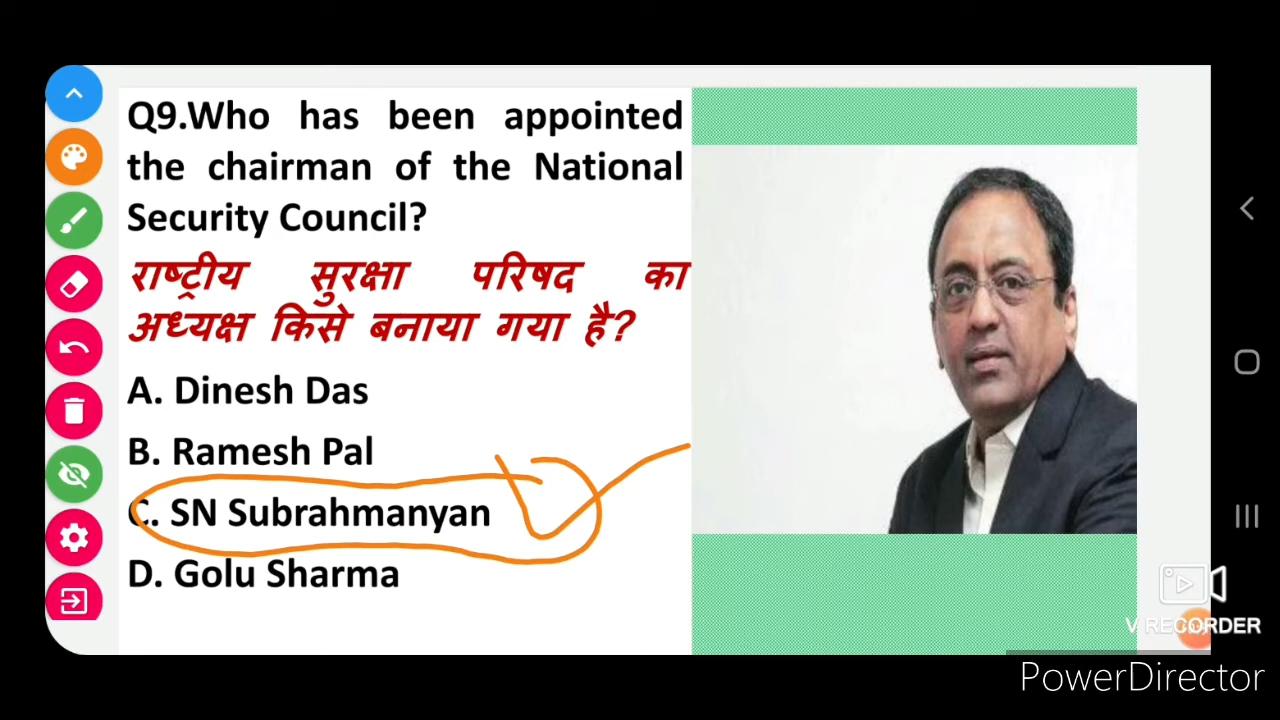 Q9.Who has been appointed
the chairman of the National
Security Council?
राष्ट्रीय सुरक्षा परिषद का
अध्यक्ष किसे बनाया गया है?
A. Dinesh Das
B. Ramesh Pal
C. SN Subrahmanyan
D. Golu Sharma
V RECORDER
PowerDirector